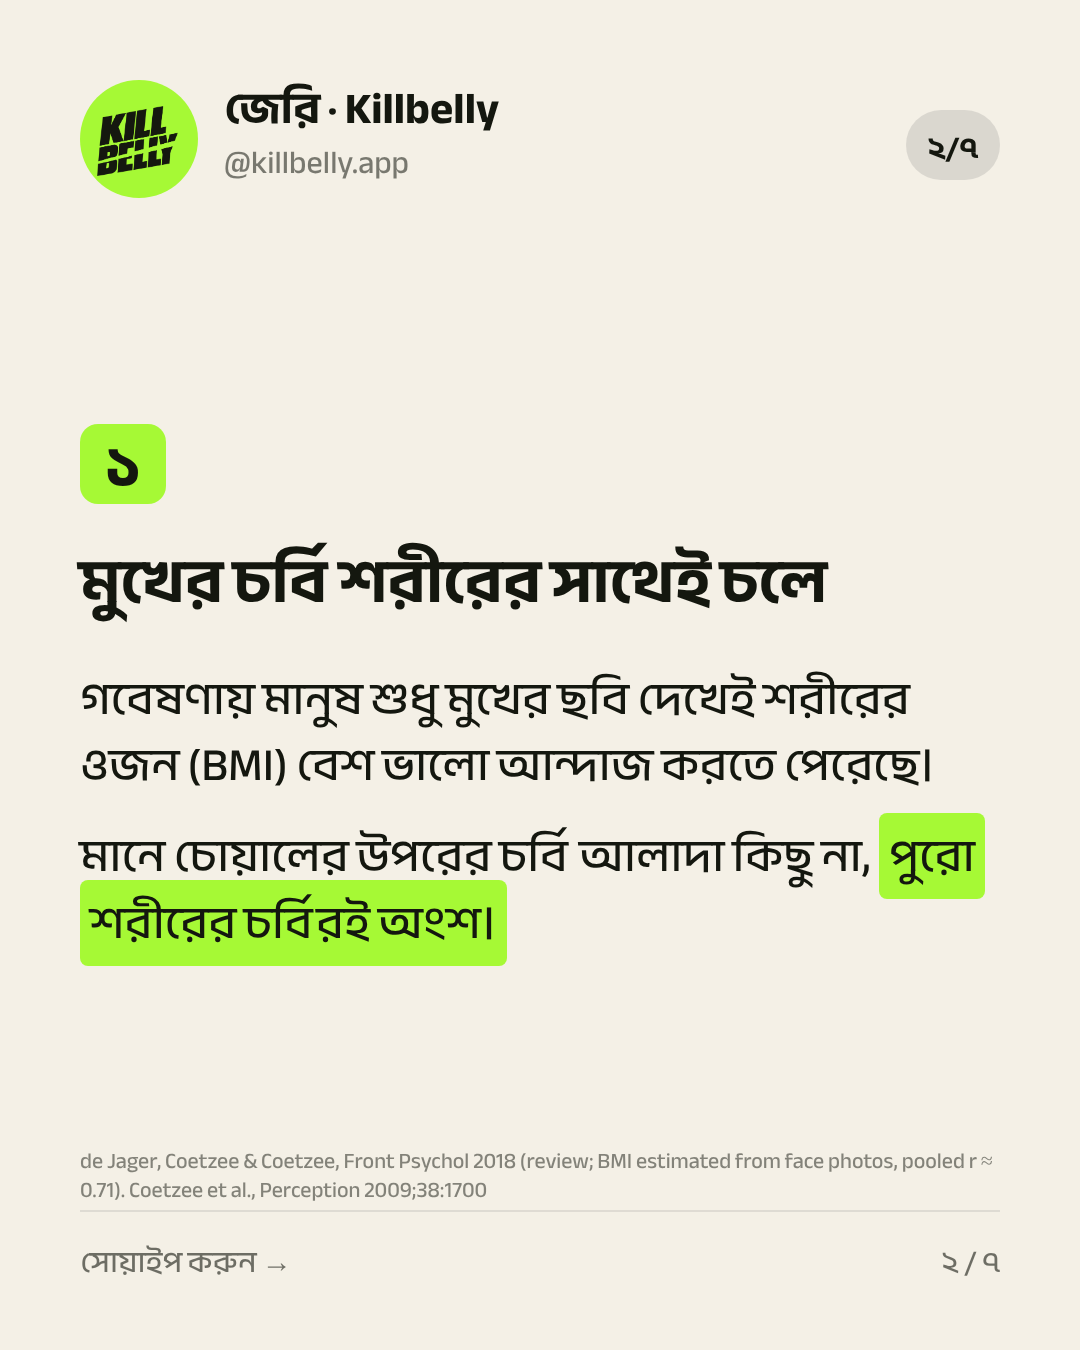 KILL
BELLY
BELLY
জেরি · Killbelly
@killbelly.app
২/৭
১
মুখের চর্বি শরীরের সাথেই চলে
গবেষণায় মানুষ শুধু মুখের ছবি দেখেই শরীরের
ওজন (BMI) বেশ ভালো আন্দাজ করতে পেরেছে।
মানে চোয়ালের উপরের চর্বি আলাদা কিছু না, পুরো
শরীরের চর্বিরই অংশ।
de Jager, Coetzee & Coetzee, Front Psychol 2018 (review; BMI estimated from face photos, pooled r ≈
0.71). Coetzee et al., Perception 2009;38:1700
সোয়াইপ করুন →
২ / ৭